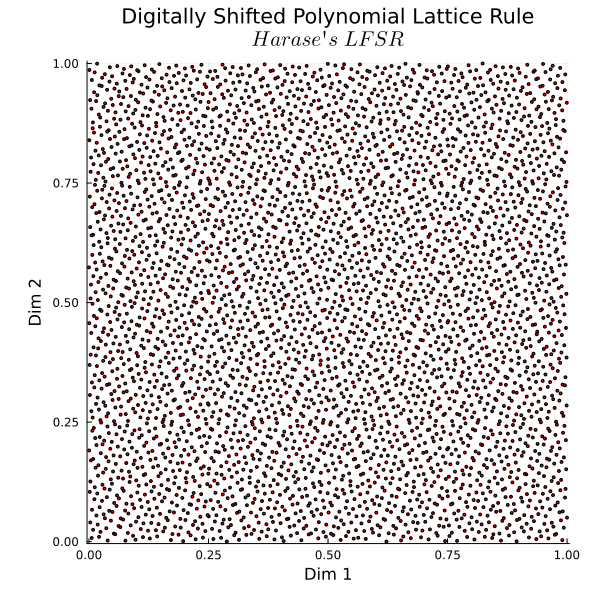 Digitally Shifted Polynomial Lattice Rule
Harase's LFSR
1.00
0.75
0.50
0.25
0.00
Dim 2
0.00 0.25 0.50 0.75 1.00
Dim 1